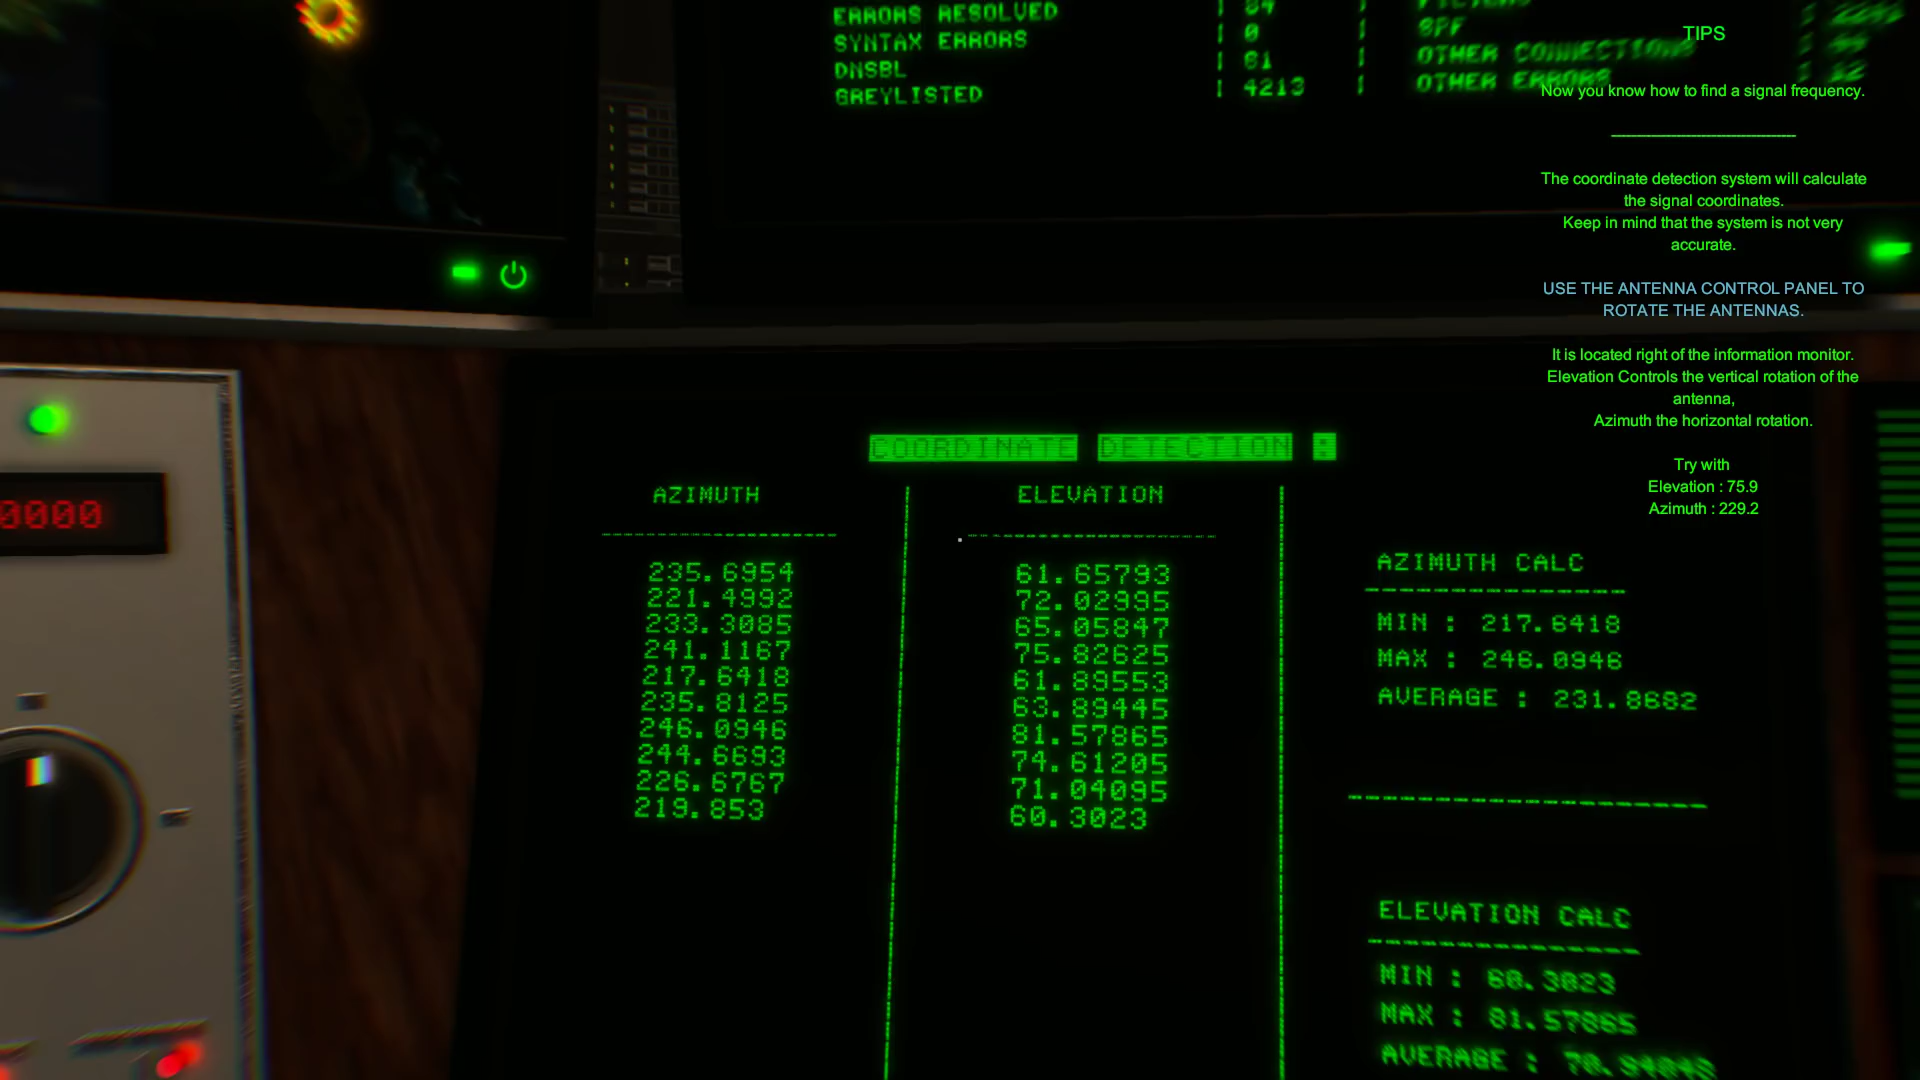 ERRORS RESOLVED | 84 |
SYNTAX ERRORS | 0 | SPF
DNSBL | 81 | OTHER CONNECTIONS
GREYLISTED | 4213 | OTHER ERRORS | 12
TIPS
Now you know how to find a signal frequency.
The coordinate detection system will calculate
the signal coordinates.
Keep in mind that the system is not very
accurate.
USE THE ANTENNA CONTROL PANEL TO
ROTATE THE ANTENNAS.
It is located right of the information monitor.
Elevation Controls the vertical rotation of the
antenna,
Azimuth the horizontal rotation.
Try with
Elevation : 75.9
Azimuth : 229.2
0000
COORDINATE DETECTION :
AZIMUTH
235.6954
221.4992
233.3085
241.1167
217.6418
235.8125
246.0946
244.6693
226.6767
219.853
ELEVATION
61.65793
72.02995
65.05847
75.82625
61.89553
63.89445
81.57865
74.61205
71.04095
60.3023
AZIMUTH CALC
MIN : 217.6418
MAX : 246.0946
AVERAGE : 231.8682
ELEVATION CALC
MIN : 60.3023
MAX : 81.57865
AVERAGE :